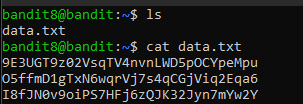 bandit8@bandit:~$ ls
data.txt
bandit8@bandit:~$ cat data.txt
9E3UGT9z02VsqTV4nvnLWD5pOCYpeMpu
O5ffmD1gTxN6wqrVj7s4qCGjViq2Eqa6
I8fJN0v9oiPS7HFj6zQJK32Jyn7mYw2Y